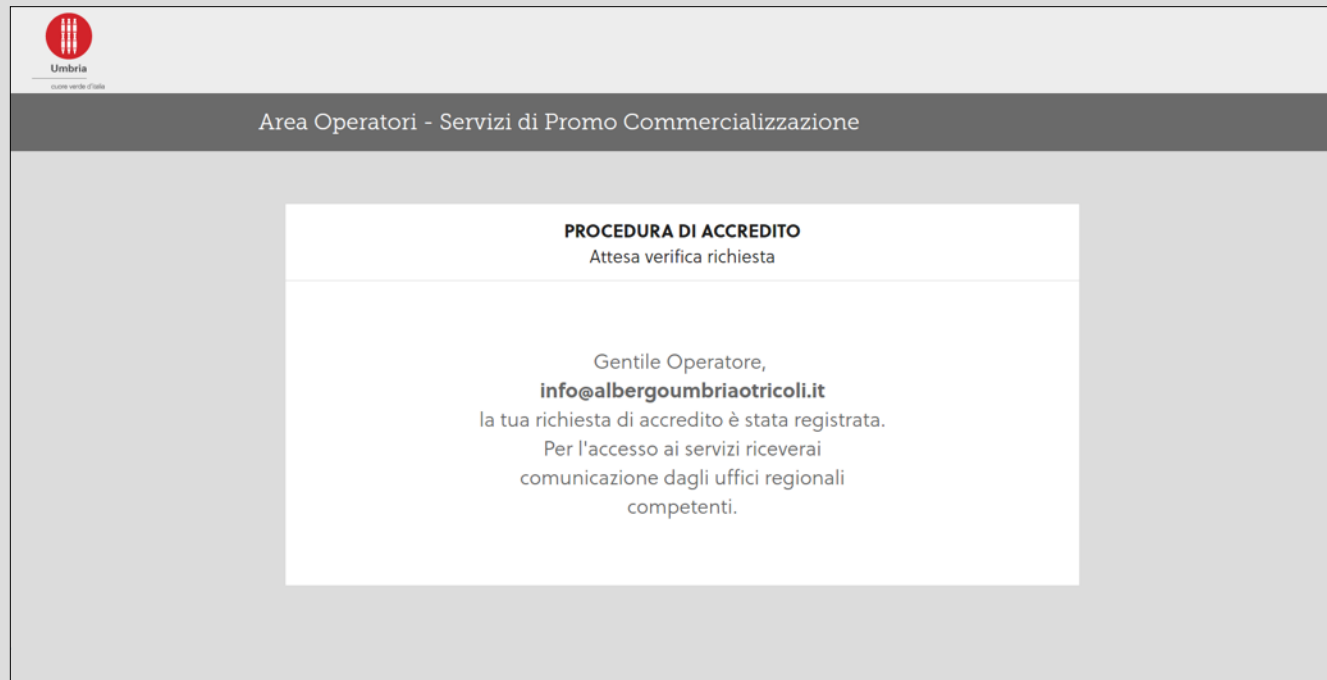 Umbria
cuore verde d'Italia
Area Operatori - Servizi di Promo Commercializzazione
PROCEDURA DI ACCREDITO
Attesa verifica richiesta
Gentile Operatore,
info@albergoumbriaotricoli.it
la tua richiesta di accredito è stata registrata.
Per l'accesso ai servizi riceverai
comunicazione dagli uffici regionali
competenti.